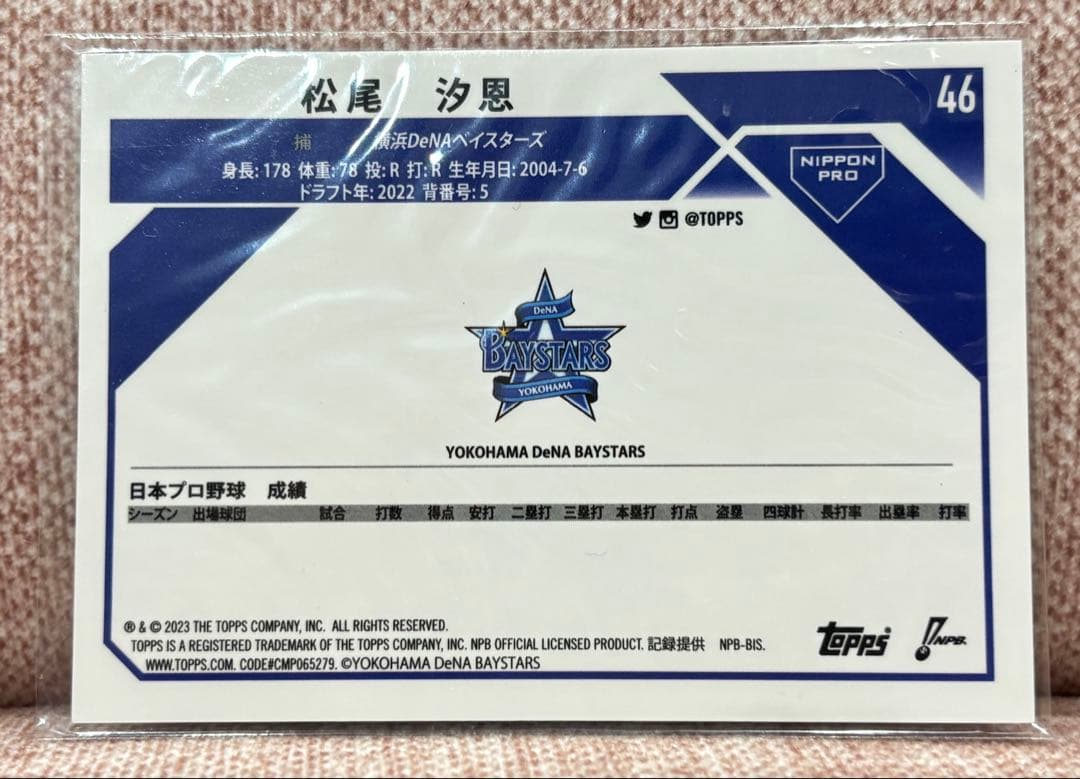 松尾 汐恩
46
捕 横浜DeNAベイスターズ
身長: 178 体重: 78 投: R 打: R 生年月日: 2004-7-6
ドラフト年: 2022 背番号: 5
NIPPON
PRO
@TOPPS
DeNA
BAYSTARS
YOKOHAMA
YOKOHAMA DeNA BAYSTARS
日本プロ野球 成績
シーズン 出場球団 試合 打数 得点 安打 二塁打 三塁打 本塁打 打点 盗塁 四球計 長打率 出塁率 打率
® & © 2023 THE TOPPS COMPANY, INC. ALL RIGHTS RESERVED.
TOPPS IS A REGISTERED TRADEMARK OF THE TOPPS COMPANY, INC. NPB OFFICIAL LICENSED PRODUCT. 記録提供 NPB-BIS.
WWW.TOPPS.COM. CODE#CMP065279. ©YOKOHAMA DeNA BAYSTARS
TOPPS®
NPB